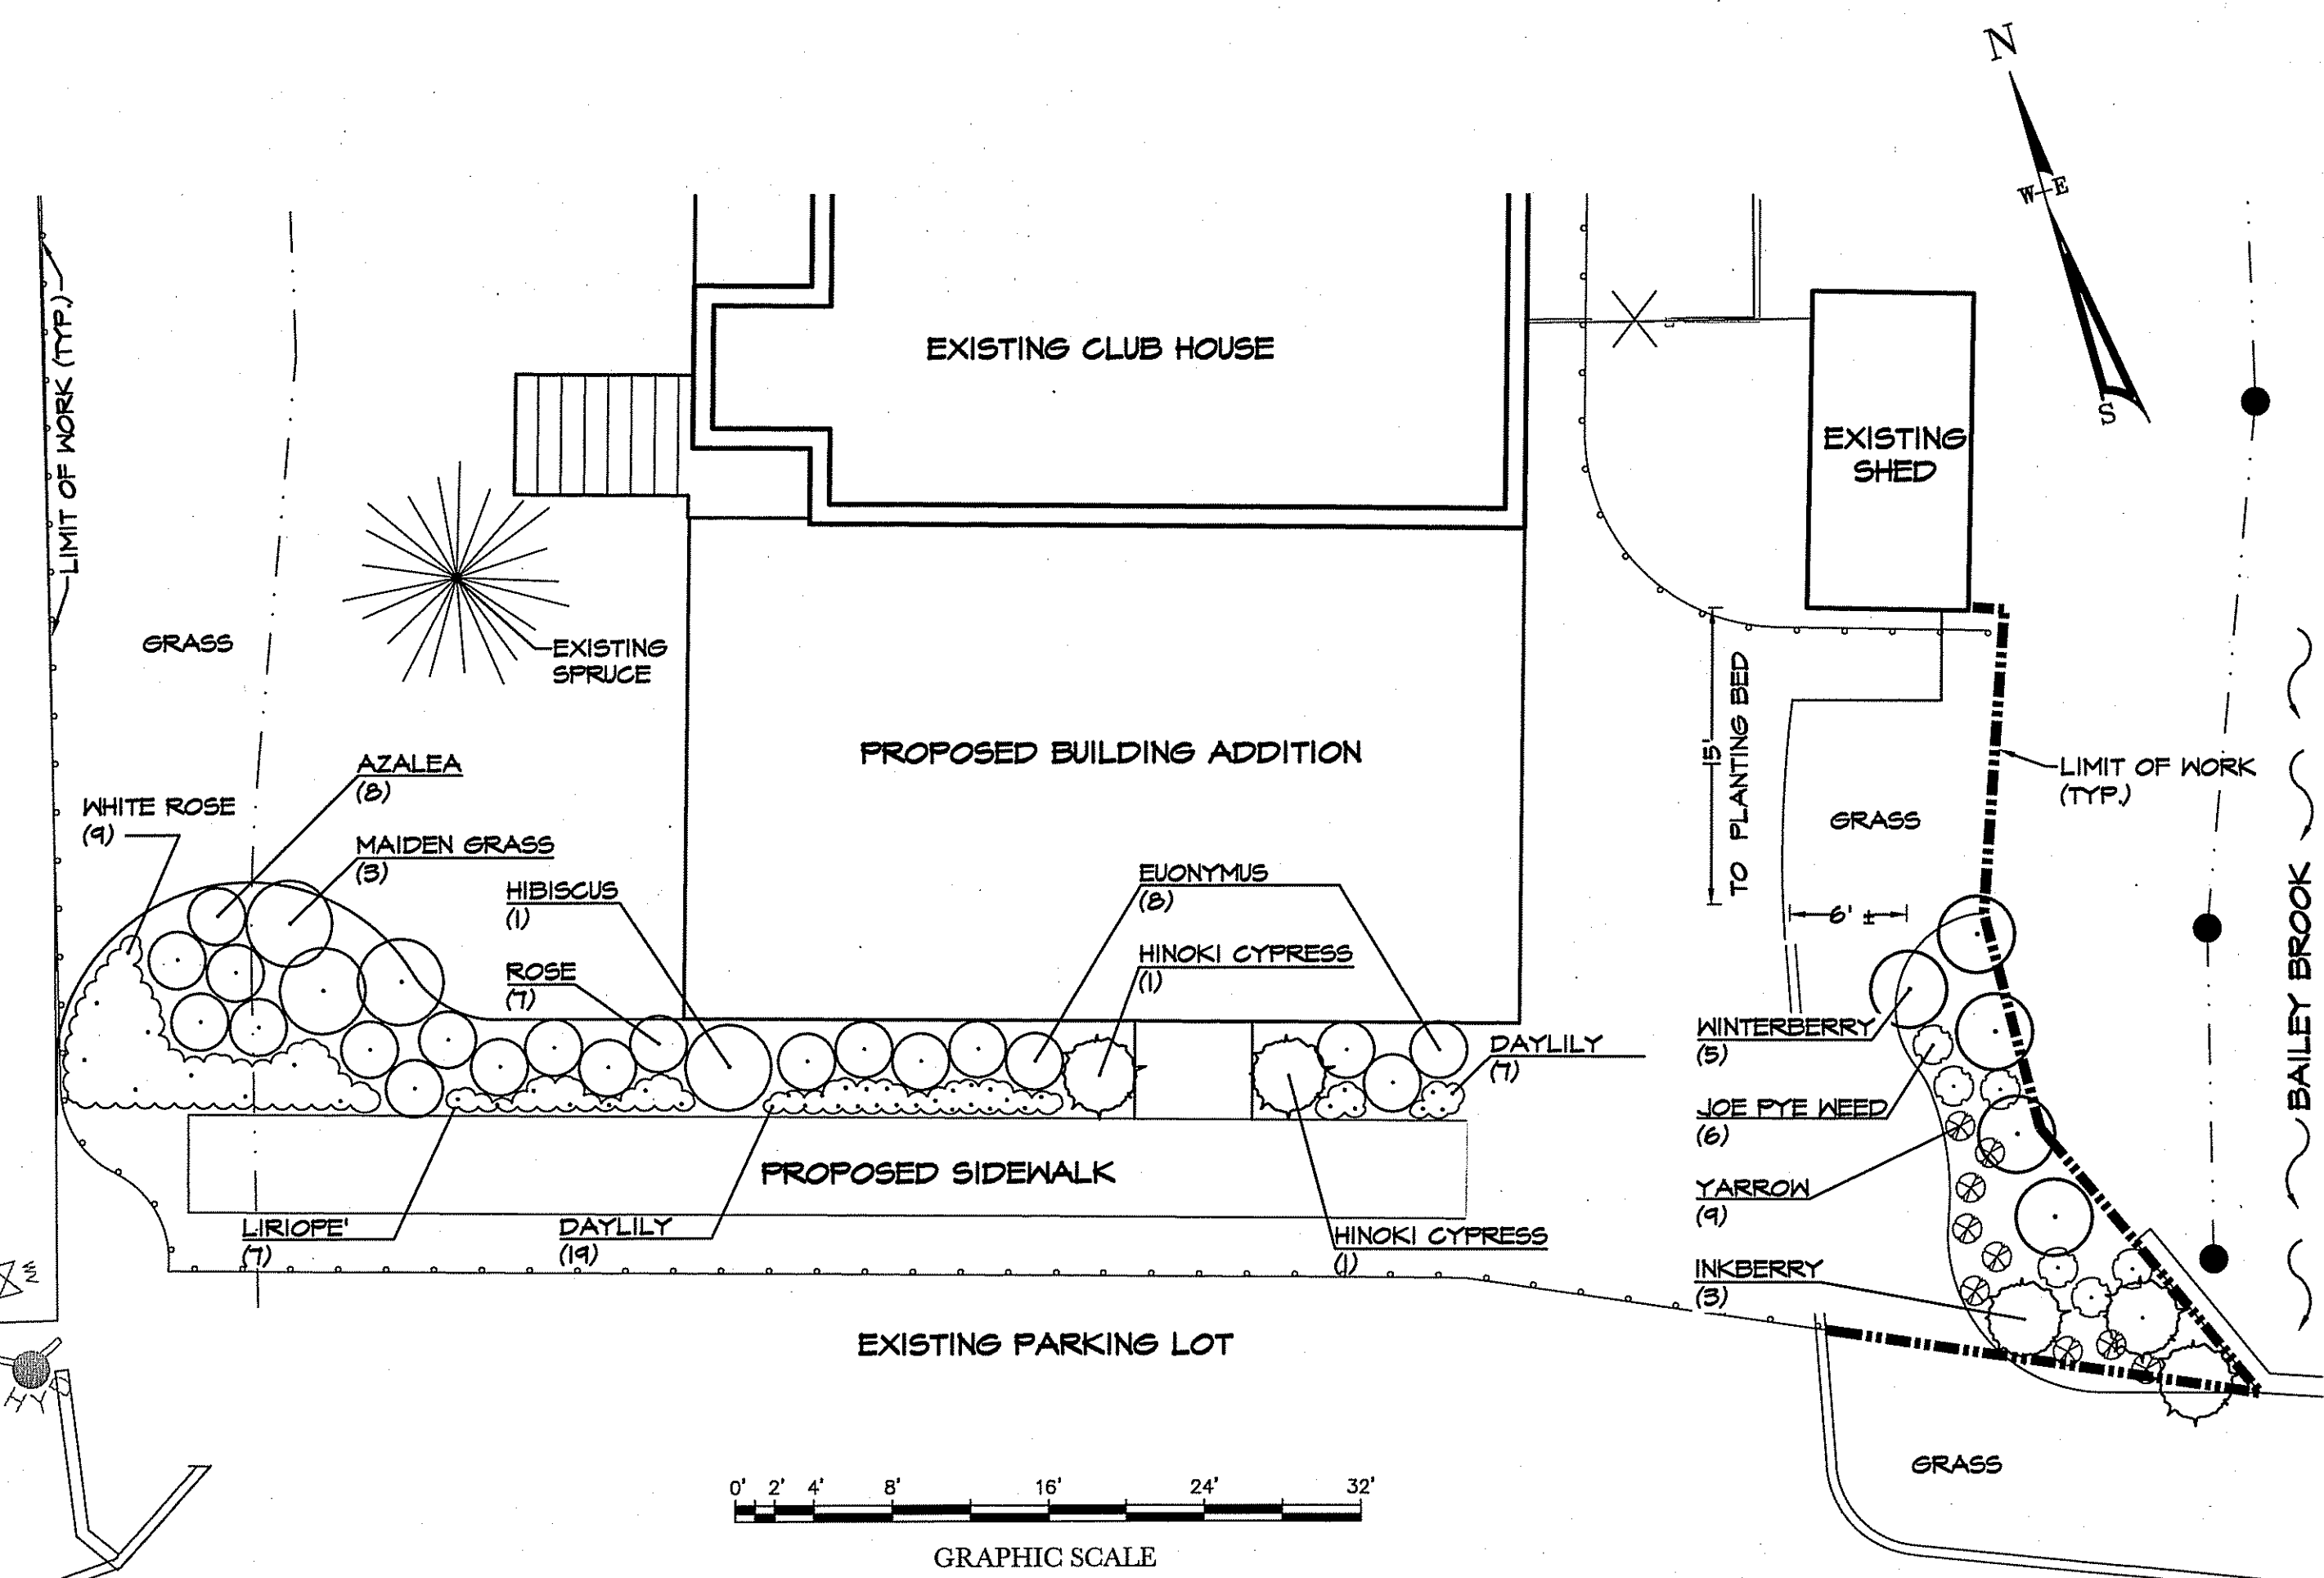 N
W E
S
LIMIT OF WORK (TYP.)
EXISTING CLUB HOUSE
EXISTING
SHED
GRASS
EXISTING
SPRUCE
PROPOSED BUILDING ADDITION
15'
TO PLANTING BED
LIMIT OF WORK
(TYP.)
GRASS
BAILEY BROOK
AZALEA
(8)
WHITE ROSE
(9)
MAIDEN GRASS
(3)
HIBISCUS
(1)
ROSE
(7)
EUONYMUS
(8)
HINOKI CYPRESS
(1)
6' ±
DAYLILY
(7)
WINTERBERRY
(5)
JOE PYE WEED
(6)
YARROW
(9)
INKBERRY
(3)
PROPOSED SIDEWALK
LIRIOPE'
(7)
DAYLILY
(19)
HINOKI CYPRESS
(1)
EXISTING PARKING LOT
HYD
GRASS
0' 2' 4' 8' 16' 24' 32'
GRAPHIC SCALE